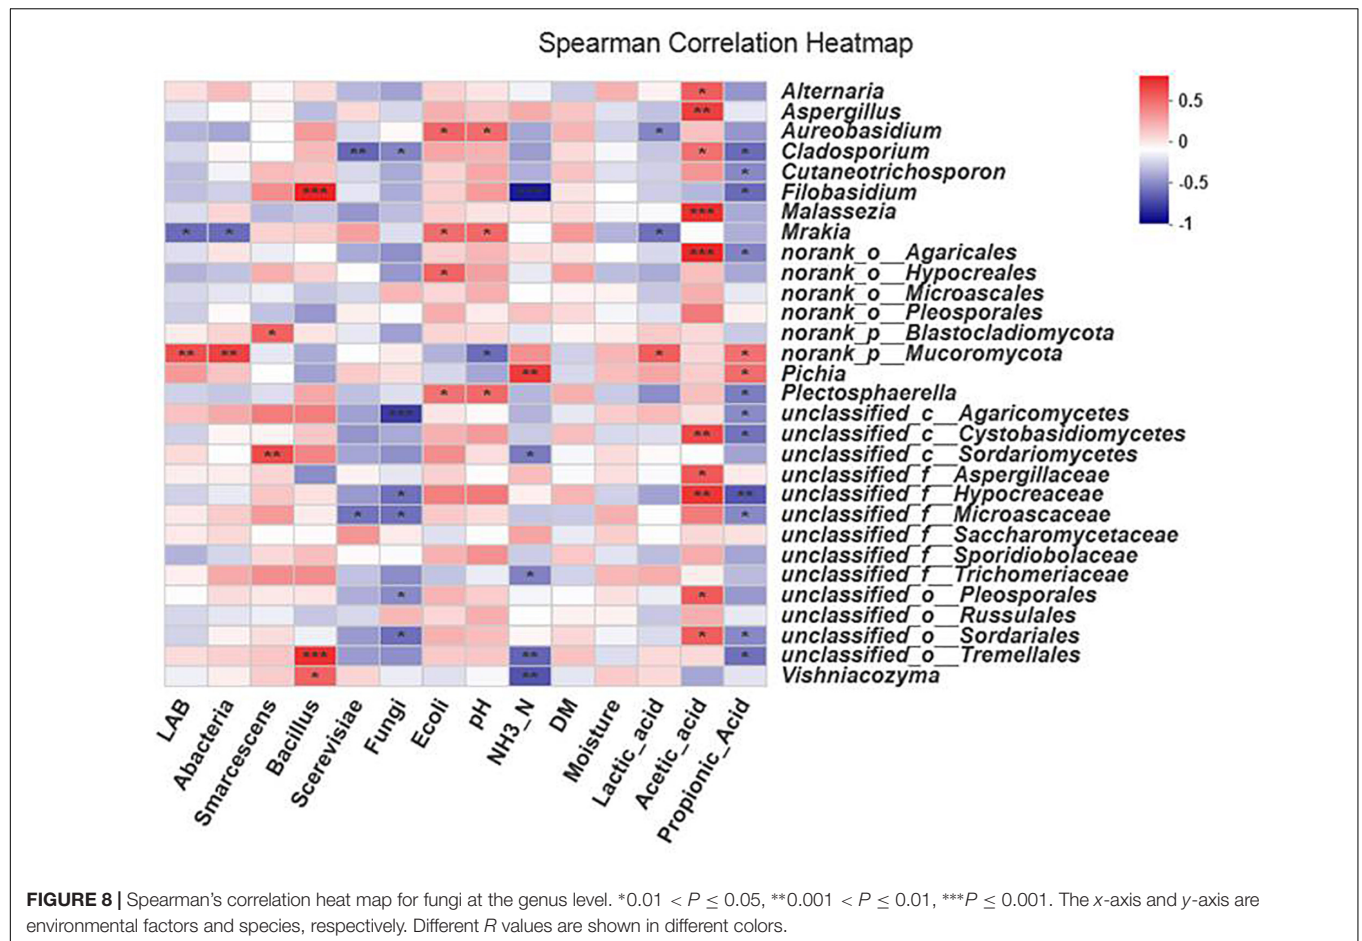 Spearman Correlation Heatmap
Alternaria
Aspergillus
Aureobasidium
Cladosporium
Cutaneotrichosporon
Filobasidium
Malassezia
Mrakia
norank_o__Agaricales
norank_o__Hypocreales
norank_o__Microascales
norank_o__Pleosporales
norank_p__Blastocladiomycota
norank_p__Mucoromycota
Pichia
Plectosphaerella
unclassified_c__Agaricomycetes
unclassified_c__Cystobasidiomycetes
unclassified_c__Sordariomycetes
unclassified_f__Aspergillaceae
unclassified_f__Hypocreaceae
unclassified_f__Microascaceae
unclassified_f__Saccharomycetaceae
unclassified_f__Sporidiobolaceae
unclassified_f__Trichomeriaceae
unclassified_o__Pleosporales
unclassified_o__Russulales
unclassified_o__Sordariales
unclassified_o__Tremellales
Vishniacozyma
0.5
0
-0.5
-1
LAB
Abacteria
Smarcescens
Bacillus
Scerevisiae
Fungi
Ecoli
pH
NH3_N
DM
Moisture
Lactic_acid
Acetic_acid
Propionic_Acid
FIGURE 8 | Spearman's correlation heat map for fungi at the genus level. *0.01 < P ≤ 0.05, **0.001 < P ≤ 0.01, ***P ≤ 0.001. The x-axis and y-axis are
environmental factors and species, respectively. Different R values are shown in different colors.